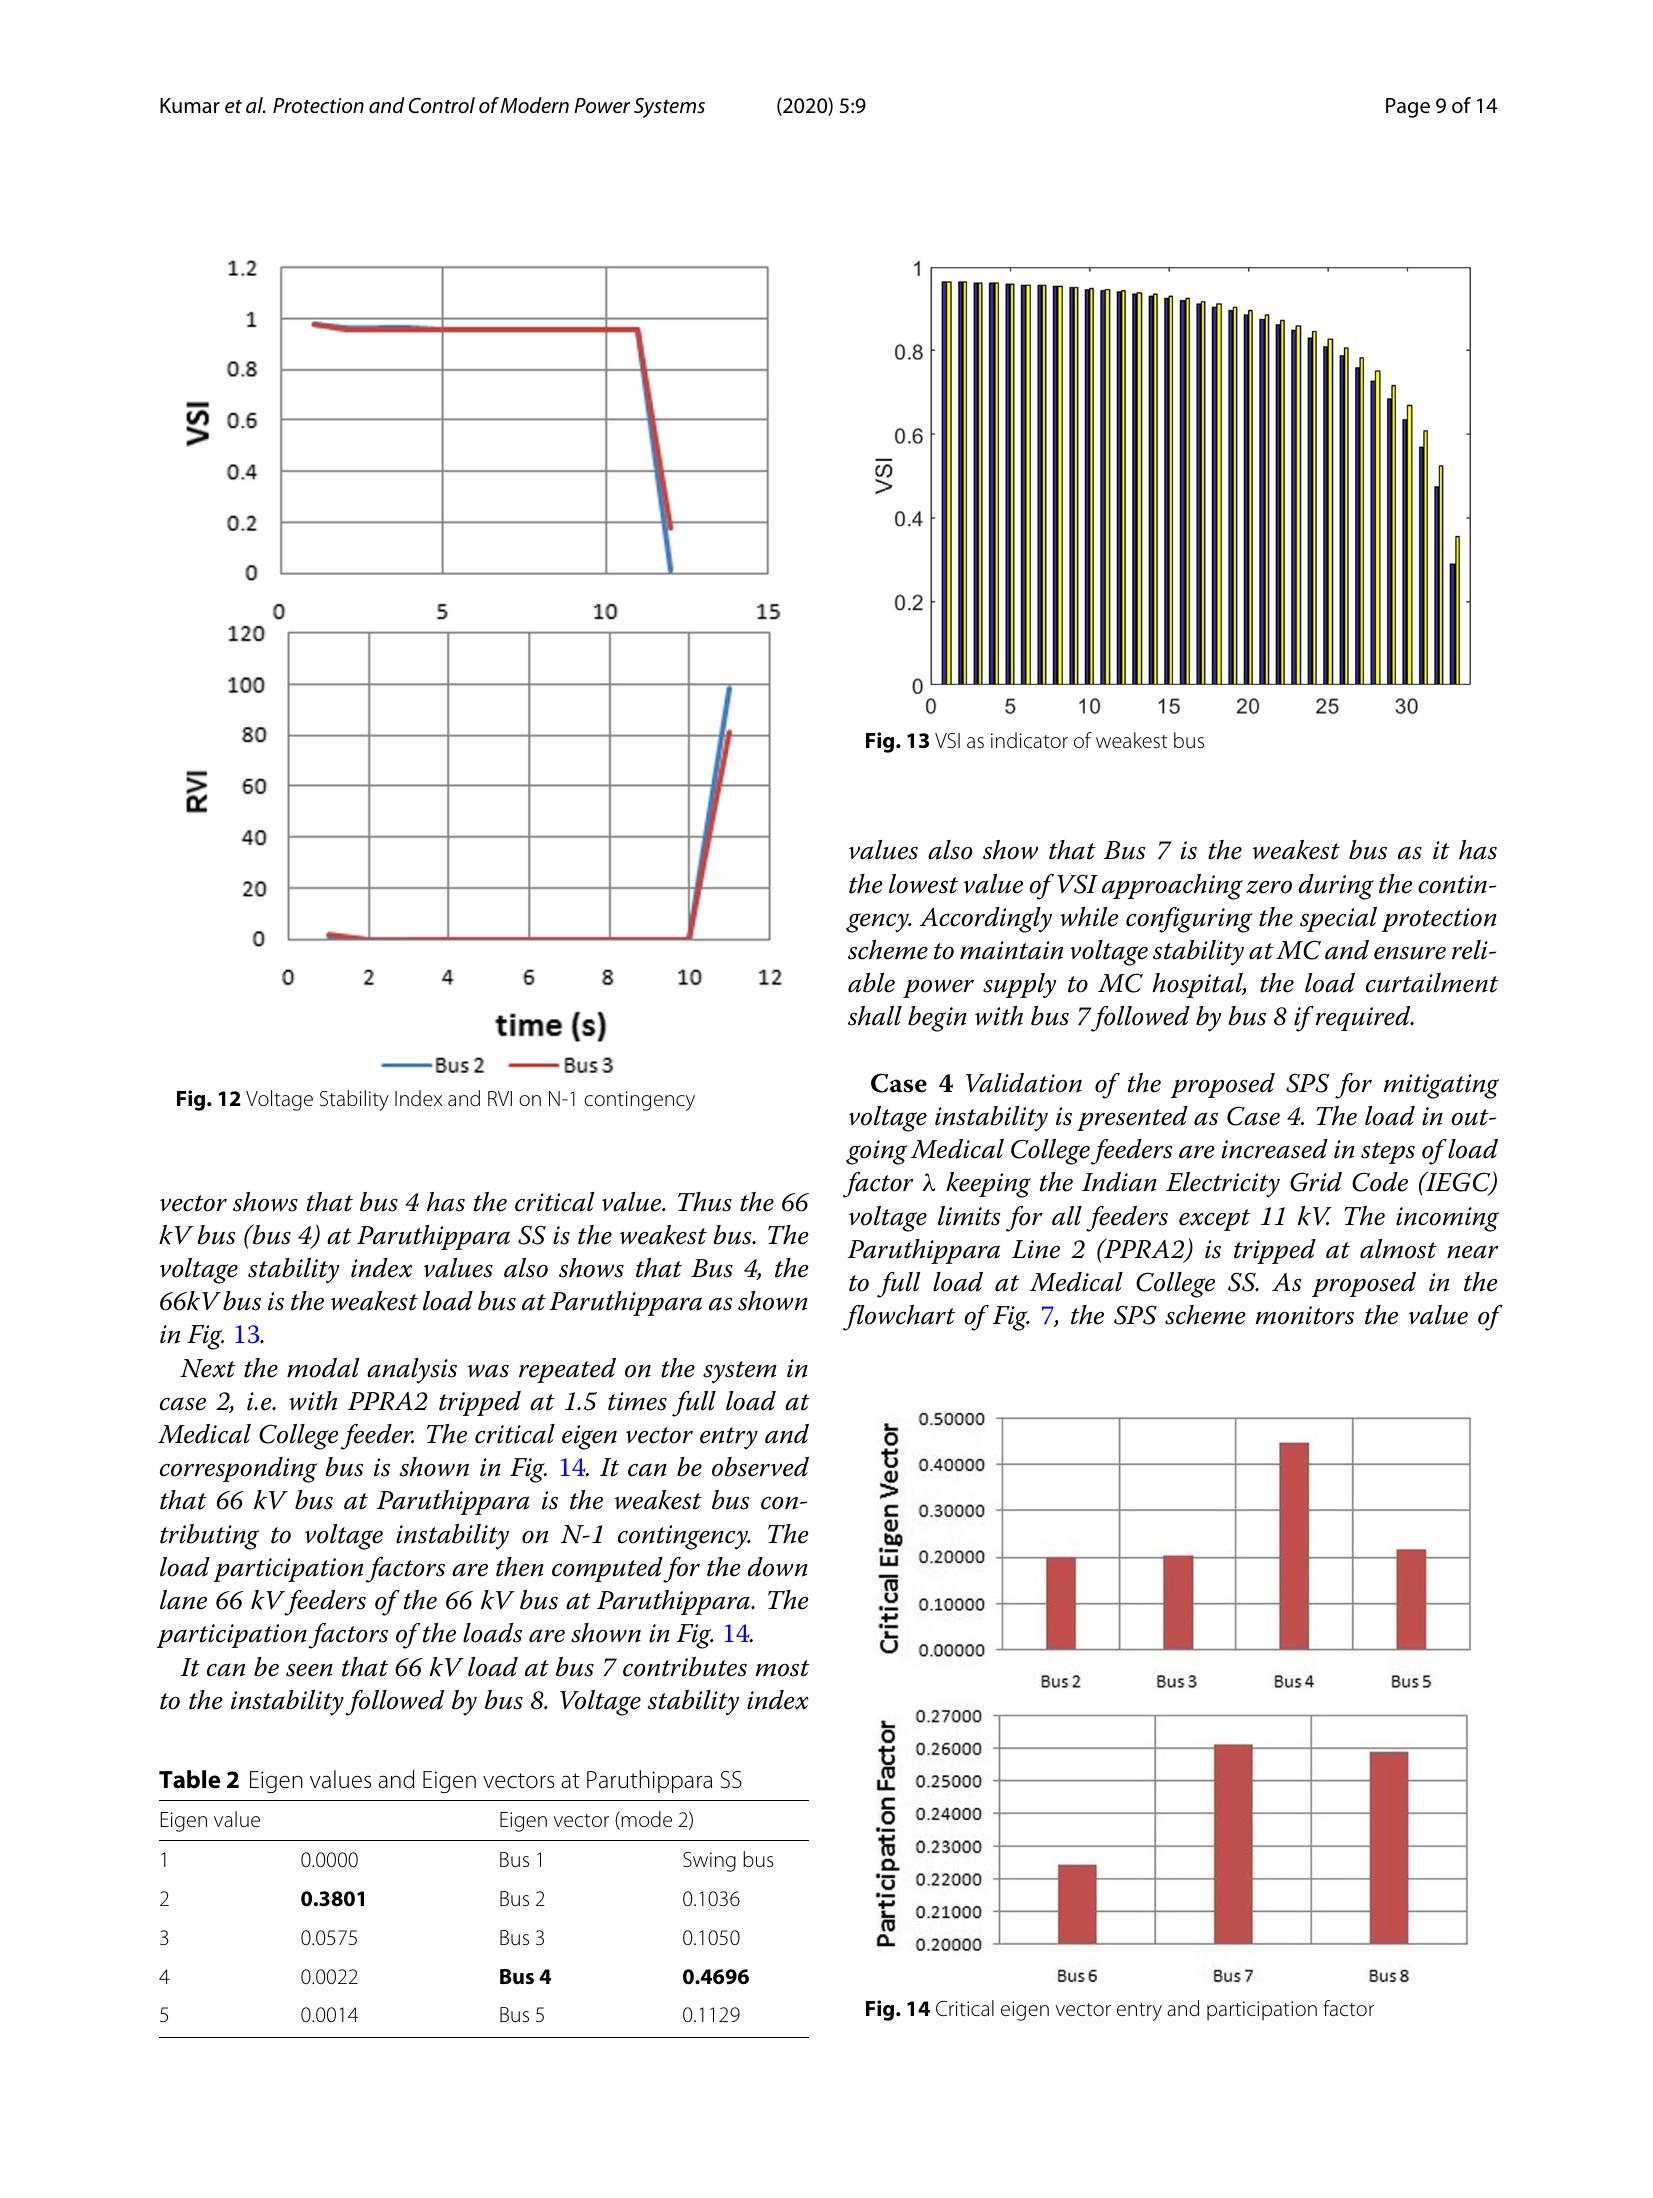 Kumar et al. Protection and Control of Modern Power Systems (2020) 5:9 Page 9 of 14
1.2
1
0.8
0.6
0.4
0.2
0
VSI
0 5 10 15
120
100
80
60
40
20
0
RVI
0 2 4 6 8 10 12
time (s)
Bus 2 Bus 3
Fig. 12 Voltage Stability Index and RVI on N-1 contingency
vector shows that bus 4 has the critical value. Thus the 66
kV bus (bus 4) at Paruthippara SS is the weakest bus. The
voltage stability index values also shows that Bus 4, the
66kV bus is the weakest load bus at Paruthippara as shown
in Fig. 13.
Next the modal analysis was repeated on the system in
case 2, i.e. with PPRA2 tripped at 1.5 times full load at
Medical College feeder. The critical eigen vector entry and
corresponding bus is shown in Fig. 14. It can be observed
that 66 kV bus at Paruthippara is the weakest bus con-
tributing to voltage instability on N-1 contingency. The
load participation factors are then computed for the down
lane 66 kV feeders of the 66 kV bus at Paruthippara. The
participation factors of the loads are shown in Fig. 14.
It can be seen that 66 kV load at bus 7 contributes most
to the instability followed by bus 8. Voltage stability index
Table 2 Eigen values and Eigen vectors at Paruthippara SS
Eigen value Eigen vector (mode 2)
1 0.0000 Bus 1 Swing bus
2 0.3801 Bus 2 0.1036
3 0.0575 Bus 3 0.1050
4 0.0022 Bus 4 0.4696
5 0.0014 Bus 5 0.1129
1
0.8
0.6
0.4
0.2
0
VSI
0 5 10 15 20 25 30
Fig. 13 VSI as indicator of weakest bus
values also show that Bus 7 is the weakest bus as it has
the lowest value of VSI approaching zero during the contin-
gency. Accordingly while configuring the special protection
scheme to maintain voltage stability at MC and ensure reli-
able power supply to MC hospital, the load curtailment
shall begin with bus 7 followed by bus 8 if required.
Case 4 Validation of the proposed SPS for mitigating
voltage instability is presented as Case 4. The load in out-
going Medical College feeders are increased in steps of load
factor λ keeping the Indian Electricity Grid Code (IEGC)
voltage limits for all feeders except 11 kV. The incoming
Paruthippara Line 2 (PPRA2) is tripped at almost near
to full load at Medical College SS. As proposed in the
flowchart of Fig. 7, the SPS scheme monitors the value of
Critical Eigen Vector
0.50000
0.40000
0.30000
0.20000
0.10000
0.00000
Bus 2 Bus 3 Bus 4 Bus 5
Participation Factor
0.27000
0.26000
0.25000
0.24000
0.23000
0.22000
0.21000
0.20000
Bus 6 Bus 7 Bus 8
Fig. 14 Critical eigen vector entry and participation factor